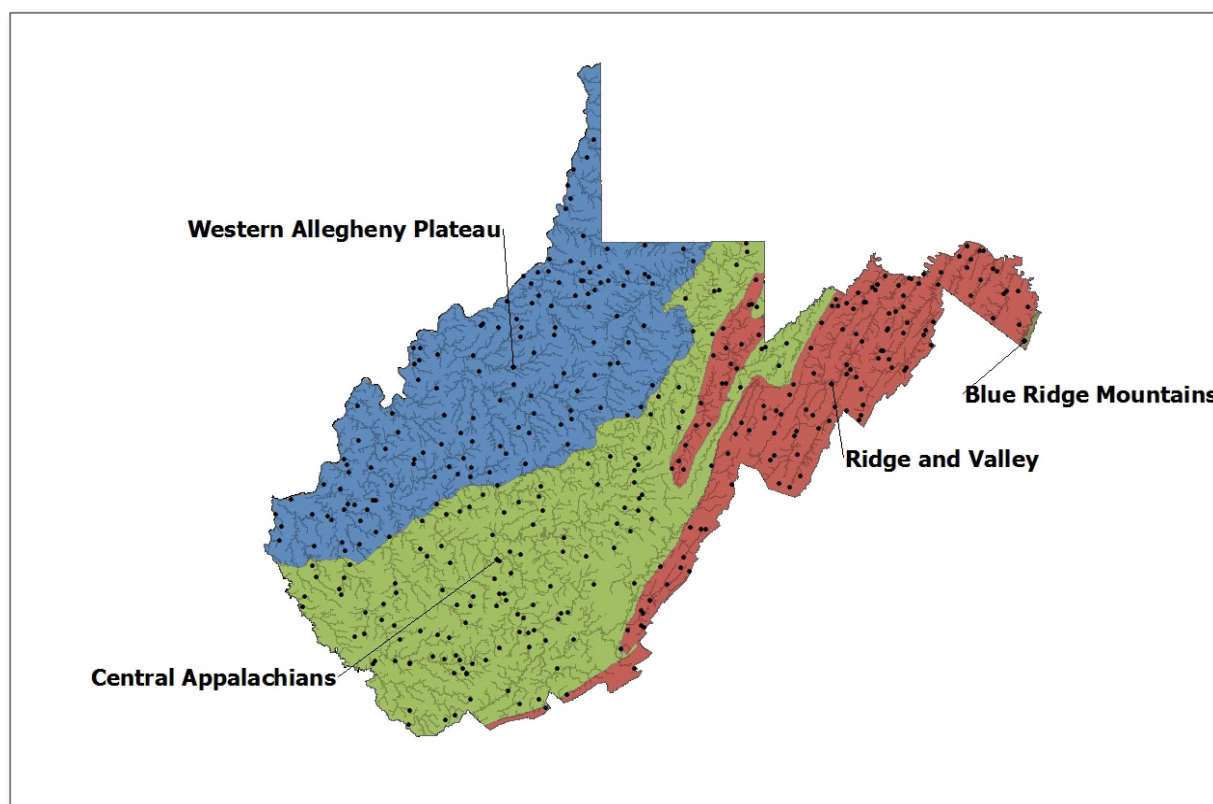 Western Allegheny Plateau
Blue Ridge Mountains
Ridge and Valley
Central Appalachians